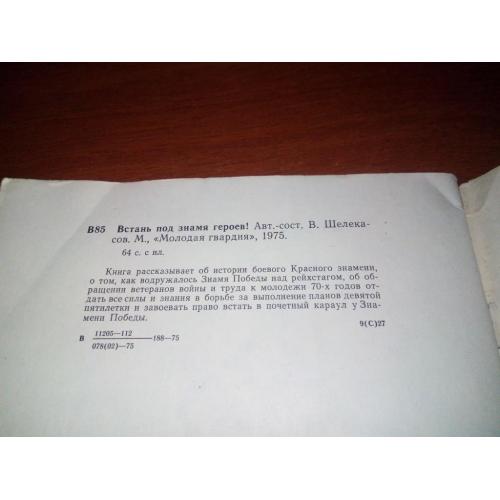 В85 Встань под знамя героев! Авт.-сост. В. Шелека-
сов. М., «Молодая гвардия», 1975.
64 с. с ил.
Книга рассказывает об истории боевого Красного знамени,
о том, как водружалось Знамя Победы над рейхстагом, об об-
ращении ветеранов войны и труда к молодежи 70-х годов от-
дать все силы и знания в борьбе за выполнение планов девятой
пятилетки и завоевать право встать в почетный караул у Зна-
мени Победы.
В 11205—112 188—75
078(02)—75
9(С)27